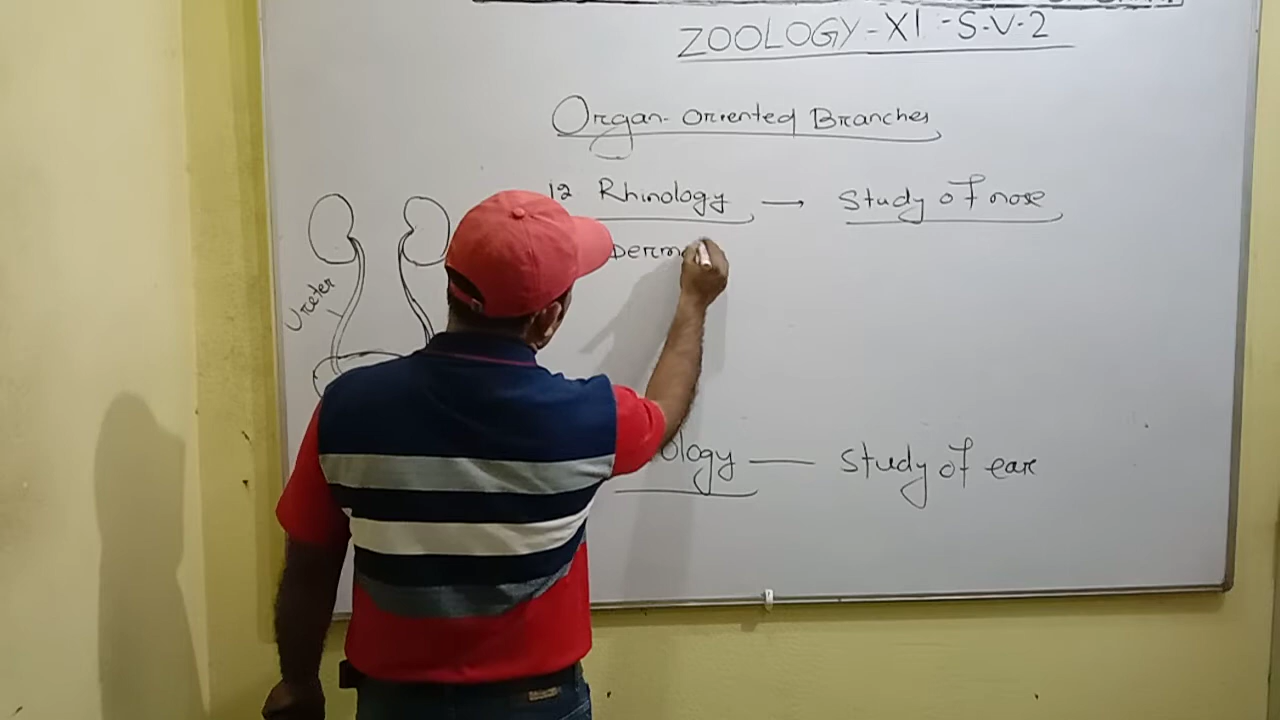 ZOOLOGY-XI-S-V-2
Organ-oriented Branches
12 Rhinology → Study of nose
Derm
Ureter
ology — Study of ear